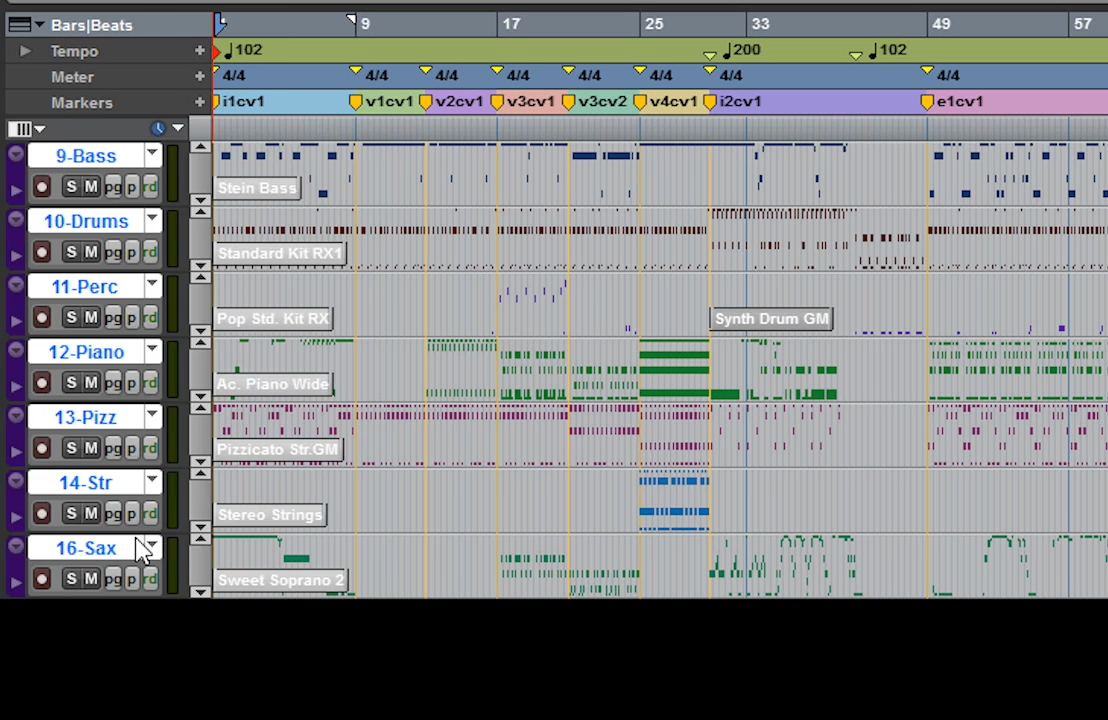 Bars|Beats 9 17 25 33 49 57
Tempo + 102 200 102
Meter + 4/4 4/4 4/4 4/4 4/4 4/4 4/4 4/4
Markers + i1cv1 v1cv1 v2cv1 v3cv1 v3cv2 v4cv1 i2cv1 e1cv1
9-Bass
S M pg p rd Stein Bass
10-Drums
S M pg p rd Standard Kit RX1
11-Perc
S M pg p rd Pop Std. Kit RX Synth Drum GM
12-Piano
S M pg p rd Ac. Piano Wide
13-Pizz
S M pg p rd Pizzicato Str.GM
14-Str
S M pg p rd Stereo Strings
16-Sax
S M pg p rd Sweet Soprano 2